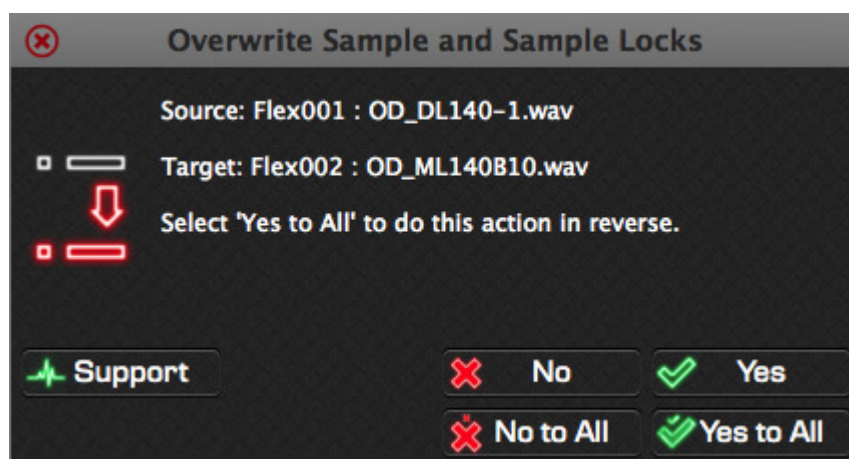 Overwrite Sample and Sample Locks
Source: Flex001 : OD_DL140-1.wav
Target: Flex002 : OD_ML140B10.wav
Select 'Yes to All' to do this action in reverse.
Support
No
Yes
No to All
Yes to All